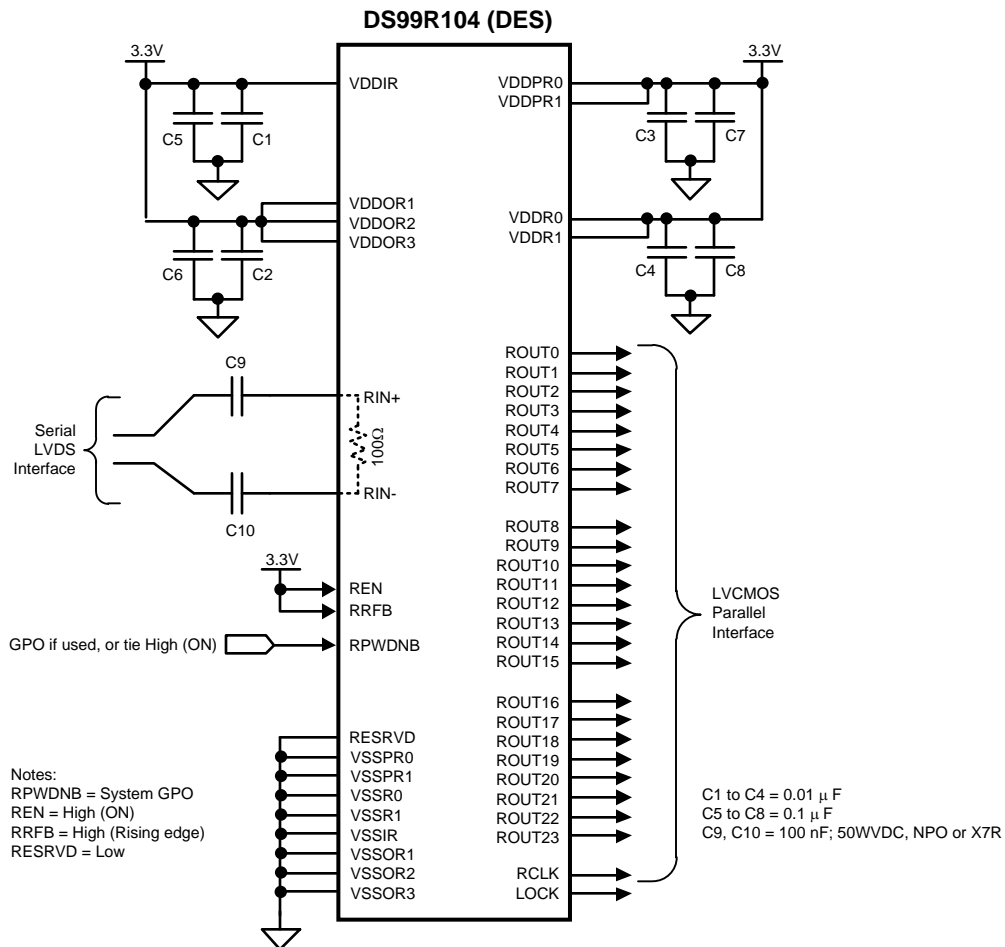 DS99R104 (DES)
3.3V
VDDIR
C5
C1
VDDOR1
VDDOR2
VDDOR3
C6
C2
C9
RIN+
100Ω
RIN-
C10
Serial
LVDS
Interface
3.3V
REN
RRFB
GPO if used, or tie High (ON)
RPWDNB
RESRVD
VSSPR0
VSSPR1
VSSR0
VSSR1
VSSIR
VSSOR1
VSSOR2
VSSOR3
Notes:
RPWDNB = System GPO
REN = High (ON)
RRFB = High (Rising edge)
RESRVD = Low
3.3V
VDDPR0
VDDPR1
C3
C7
VDDR0
VDDR1
C4
C8
ROUT0
ROUT1
ROUT2
ROUT3
ROUT4
ROUT5
ROUT6
ROUT7
ROUT8
ROUT9
ROUT10
ROUT11
ROUT12
ROUT13
ROUT14
ROUT15
ROUT16
ROUT17
ROUT18
ROUT19
ROUT20
ROUT21
ROUT22
ROUT23
RCLK
LOCK
LVCMOS
Parallel
Interface
C1 to C4 = 0.01 μ F
C5 to C8 = 0.1 μ F
C9, C10 = 100 nF; 50WVDC, NPO or X7R